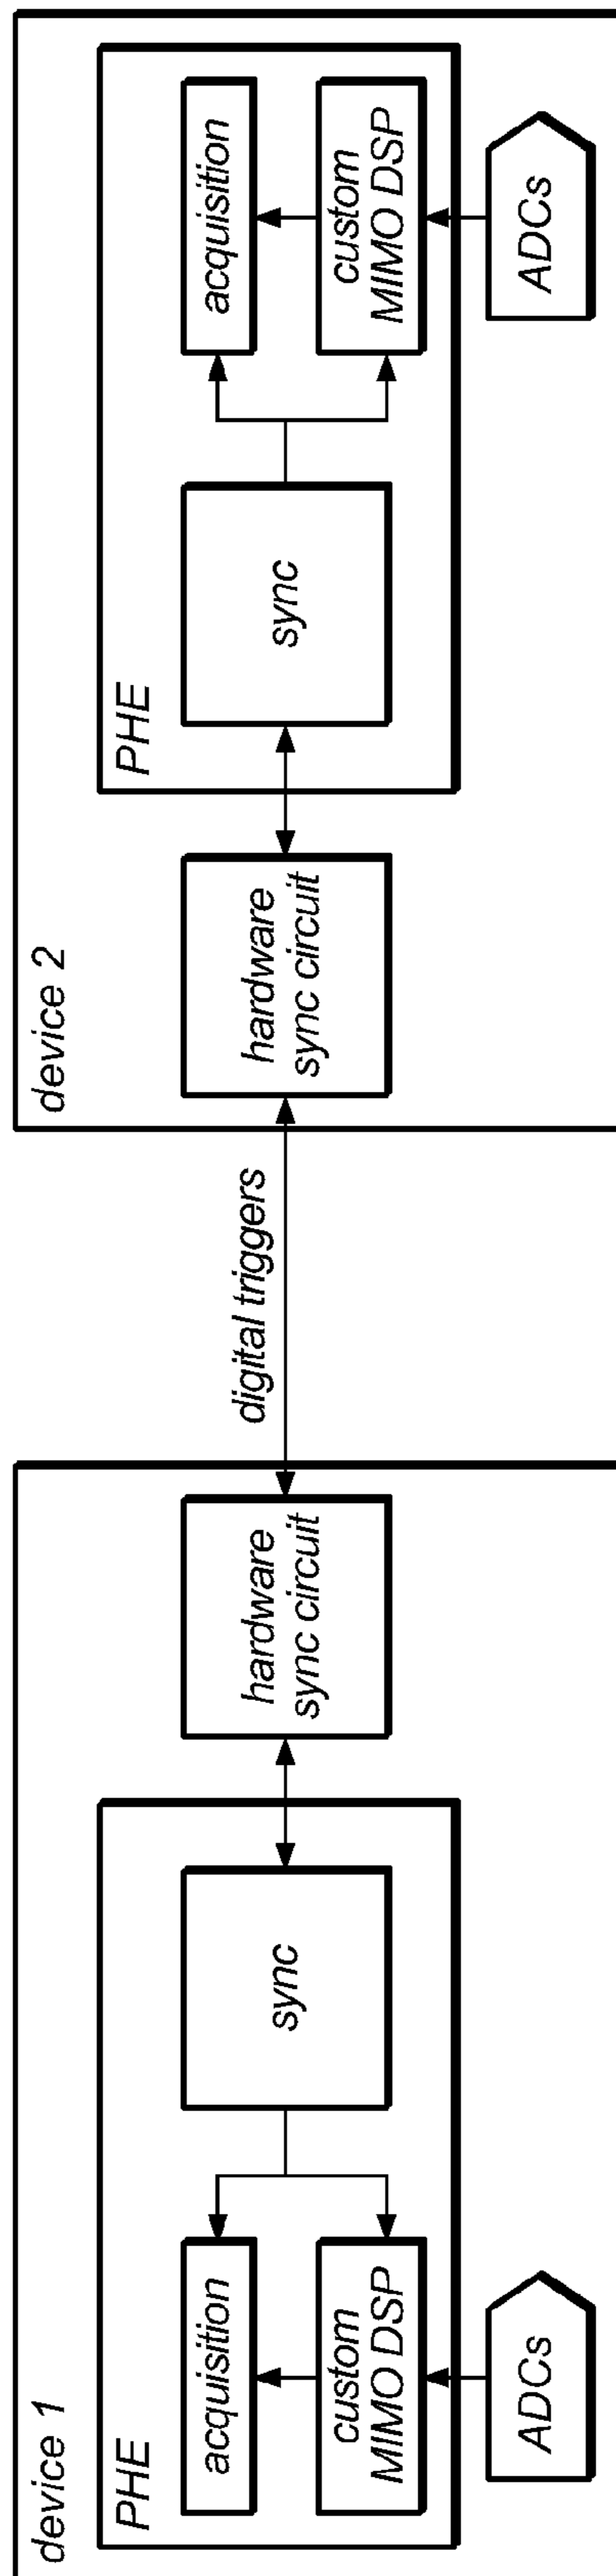 device 1
PHE
acquisition
custom
MIMO DSP
ADCs
sync
hardware
sync circuit
digital triggers
device 2
hardware
sync circuit
PHE
sync
acquisition
custom
MIMO DSP
ADCs